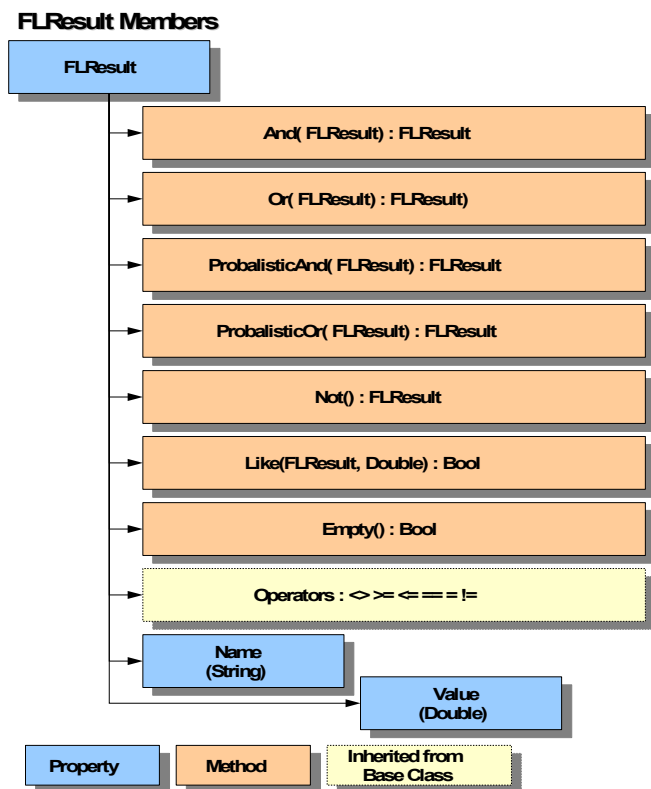 FLResult Members
FLResult
And( FLResult) : FLResult
Or( FLResult) : FLResult)
ProbalisticAnd( FLResult) : FLResult
ProbalisticOr( FLResult) : FLResult
Not() : FLResult
Like(FLResult, Double) : Bool
Empty() : Bool
Operators : <> >= <= == = !=
Name
(String)
Value
(Double)
Property
Method
Inherited from
Base Class